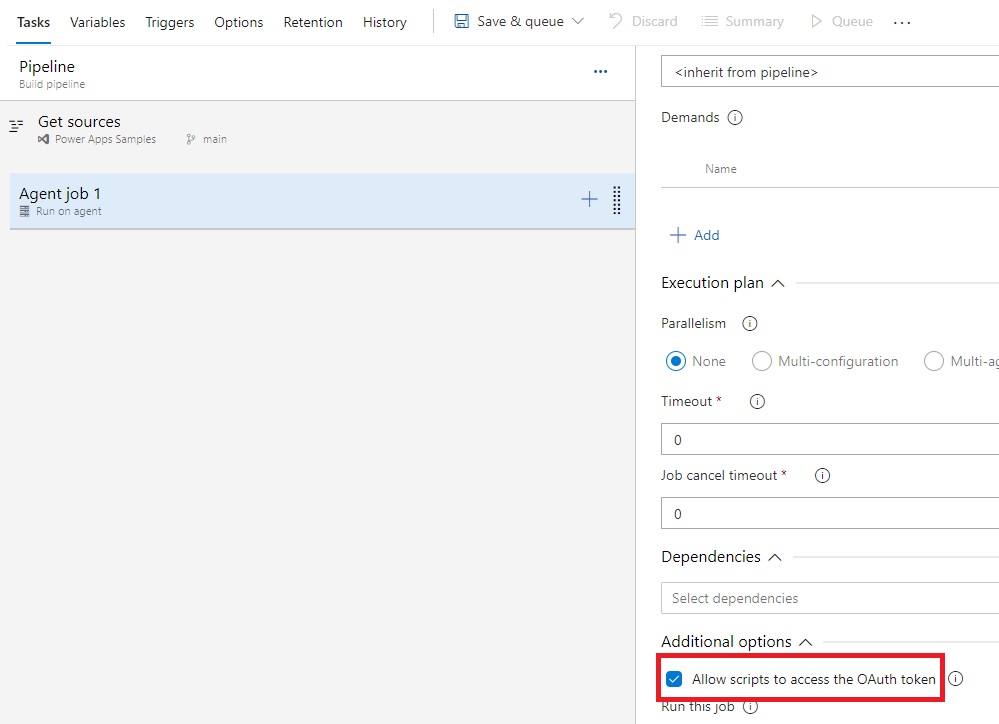 Tasks Variables Triggers Options Retention History Save & queue Discard Summary Queue ...
Pipeline
Build pipeline
Get sources
Power Apps Samples main
Agent job 1
Run on agent
<inherit from pipeline>
Demands
Name
Add
Execution plan
Parallelism
None Multi-configuration Multi-ag
Timeout *
0
Job cancel timeout *
0
Dependencies
Select dependencies
Additional options
Allow scripts to access the OAuth token
Run this job